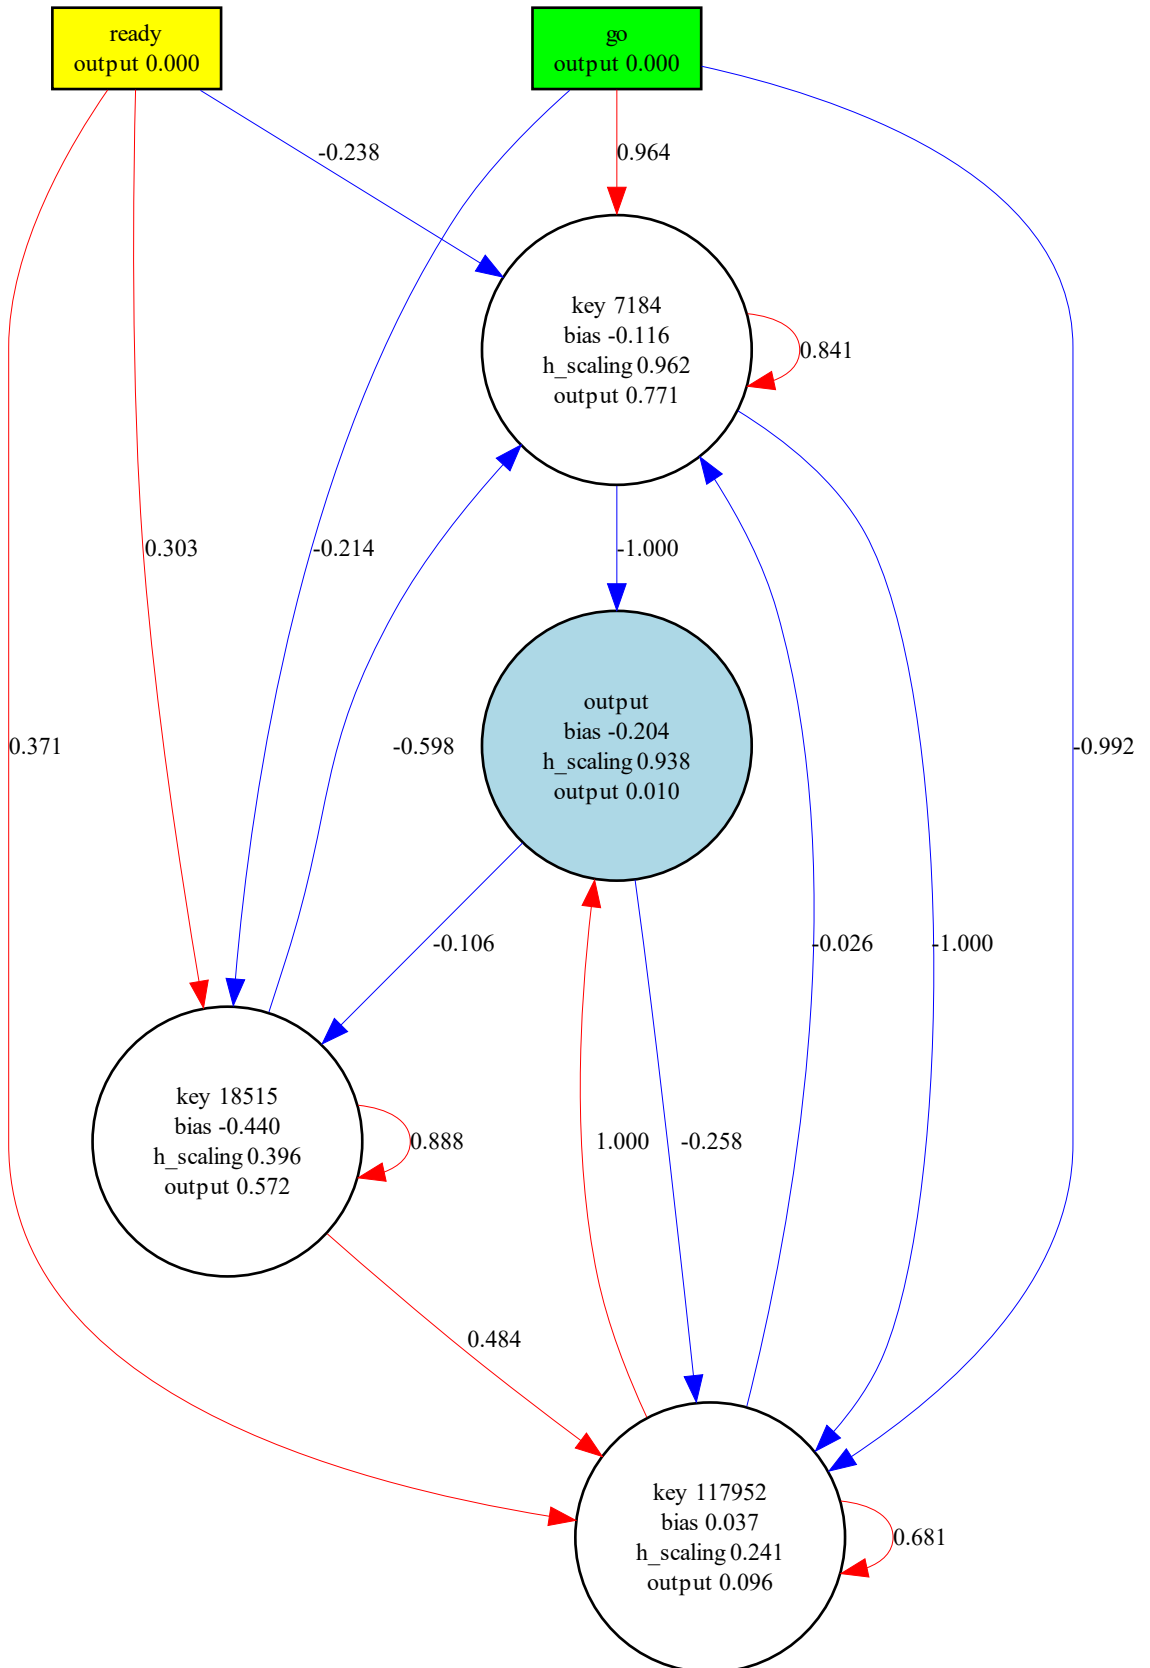 ready
output 0.000
go
output 0.000
-0.238
0.964
key 7184
bias -0.116
h_scaling 0.962
output 0.771
0.841
0.303
-0.214
-1.000
output
bias -0.204
h_scaling 0.938
output 0.010
0.371
-0.598
-0.992
-0.106
-0.026
-1.000
key 18515
bias -0.440
h_scaling 0.396
output 0.572
0.888
1.000
-0.258
0.484
key 117952
bias 0.037
h_scaling 0.241
output 0.096
0.681